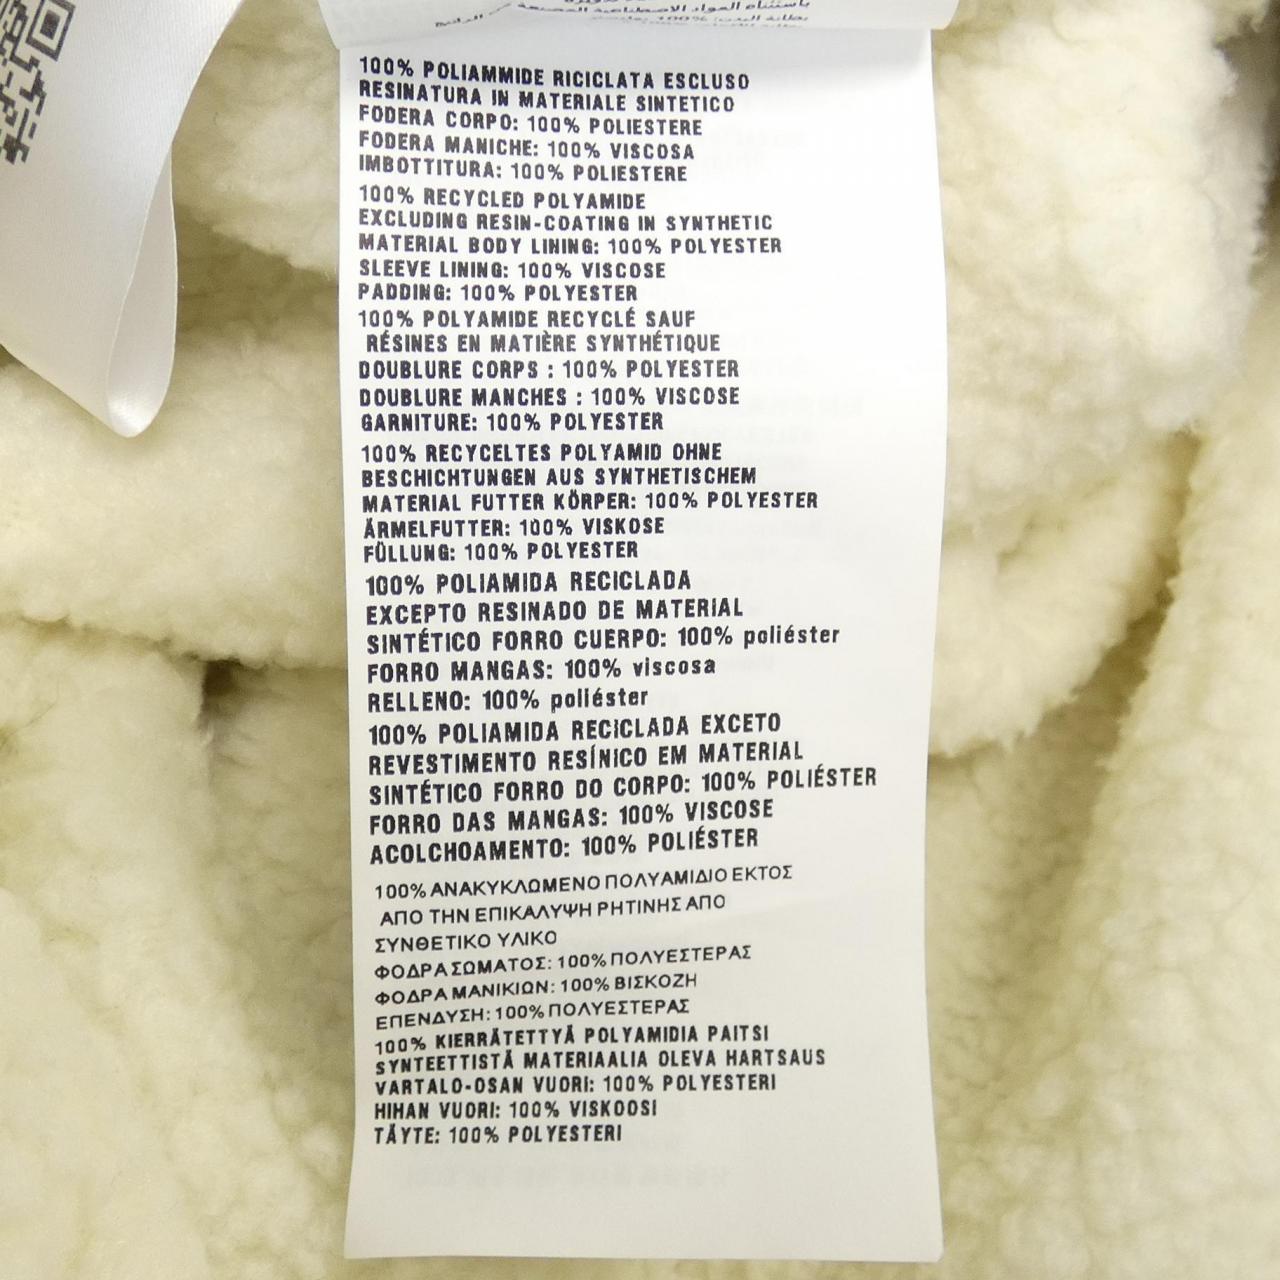 100% POLIAMMIDE RICICLATA ESCLUSO
RESINATURA IN MATERIALE SINTETICO
FODERA CORPO: 100% POLIESTERE
FODERA MANICHE: 100% VISCOSA
IMBOTTITURA: 100% POLIESTERE
100% RECYCLED POLYAMIDE
EXCLUDING RESIN-COATING IN SYNTHETIC
MATERIAL BODY LINING: 100% POLYESTER
SLEEVE LINING: 100% VISCOSE
PADDING: 100% POLYESTER
100% POLYAMIDE RECYCLÉ SAUF
RÉSINES EN MATIÈRE SYNTHÉTIQUE
DOUBLURE CORPS : 100% POLYESTER
DOUBLURE MANCHES : 100% VISCOSE
GARNITURE: 100% POLYESTER
100% RECYCELTES POLYAMID OHNE
BESCHICHTUNGEN AUS SYNTHETISCHEM
MATERIAL FUTTER KÖRPER: 100% POLYESTER
ÄRMELFUTTER: 100% VISKOSE
FÜLLUNG: 100% POLYESTER
100% POLIAMIDA RECICLADA
EXCEPTO RESINADO DE MATERIAL
SINTÉTICO FORRO CUERPO: 100% poliéster
FORRO MANGAS: 100% viscosa
RELLENO: 100% poliéster
100% POLIAMIDA RECICLADA EXCETO
REVESTIMENTO RESÍNICO EM MATERIAL
SINTÉTICO FORRO DO CORPO: 100% POLIÉSTER
FORRO DAS MANGAS: 100% VISCOSE
ACOLCHOAMENTO: 100% POLIÉSTER
100% ΑΝΑΚΥΚΛΩΜΕΝΟ ΠΟΛΥΑΜΙΔΙΟ ΕΚΤΟΣ
ΑΠΟ ΤΗΝ ΕΠΙΚΑΛΥΨΗ ΡΗΤΙΝΗΣ ΑΠΟ
ΣΥΝΘΕΤΙΚΟ ΥΛΙΚΟ
ΦΟΔΡΑ ΣΩΜΑΤΟΣ: 100% ΠΟΛΥΕΣΤΕΡΑΣ
ΦΟΔΡΑ ΜΑΝΙΚΙΩΝ: 100% ΒΙΣΚΟΖΗ
ΕΠΕΝΔΥΣΗ: 100% ΠΟΛΥΕΣΤΕΡΑΣ
100% KIERRÄTETTYÄ POLYAMIDIA PAITSI
SYNTEETTISTÄ MATERIAALIA OLEVA HARTSAUS
VARTALO-OSAN VUORI: 100% POLYESTERI
HIHAN VUORI: 100% VISKOOSI
TÄYTE: 100% POLYESTERI